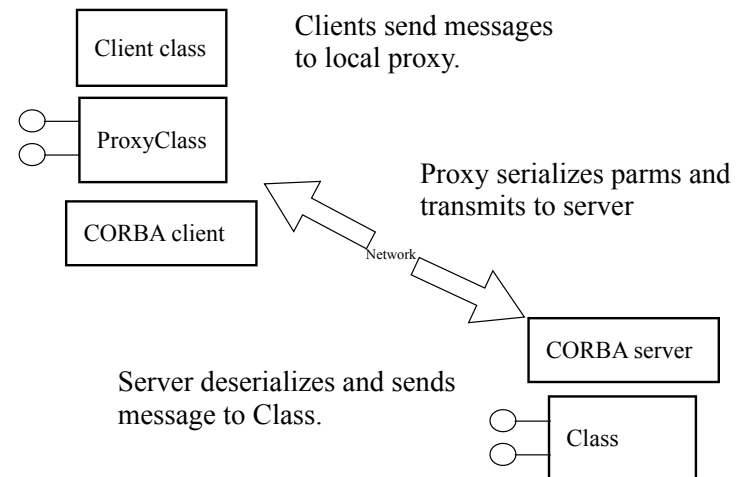 Client class
Clients send messages
to local proxy.
ProxyClass
Proxy serializes parms and
transmits to server
CORBA client
Network
CORBA server
Server deserializes and sends
message to Class.
Class